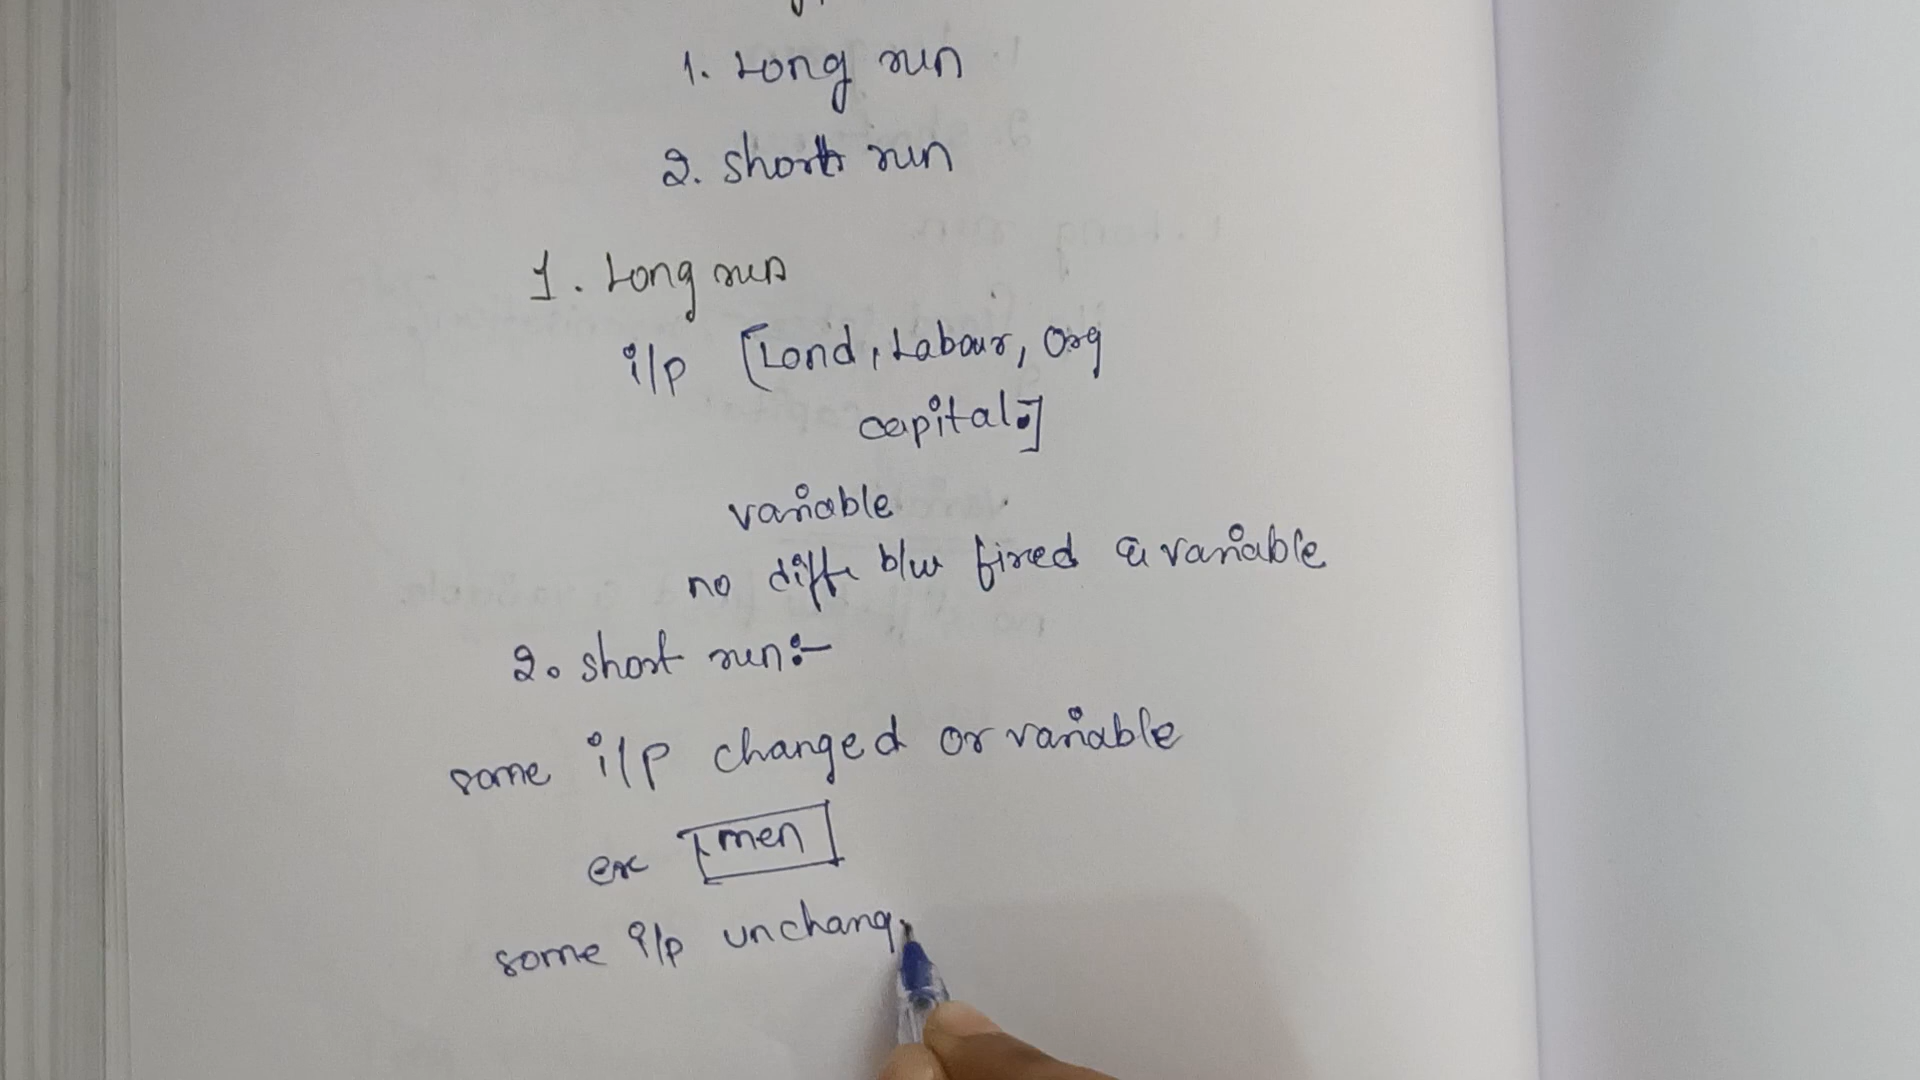 1. Long run
2. short run
1. Long run
i/p [Land, Labour, Org
capital]
variable
no diffe b/w fixed & variable
2. short run:-
some i/p changed or variable
ex men
some i/p unchang